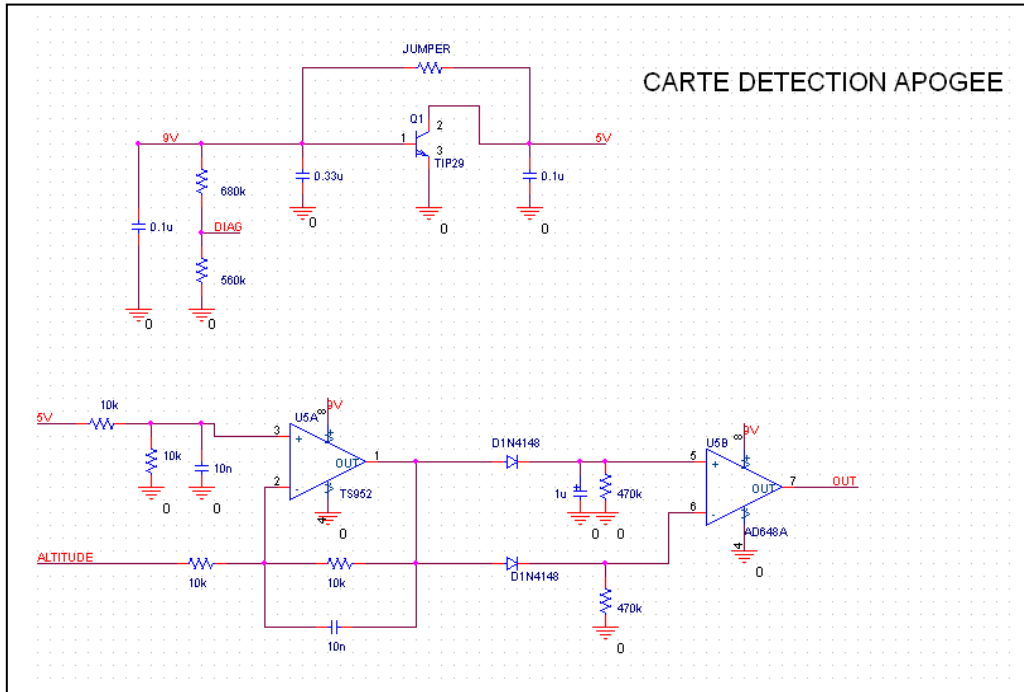 JUMPER
CARTE DETECTION APOGEE
Q1
2
9V
1
5V
3
TIP29
0.33u
0.1u
680k
0
0
0
0.1u
DIAG
560k
0
0
10k
5V
U5A
8
9V
9V
3
+
D1N4148
U5B
8
10k
10n
OUT
1
5
+
2
-
TS952
1u
470k
OUT
7
OUT
0
0
4
0
6
-
AD648A
0
0
4
0
ALTITUDE
10k
10k
D1N4148
470k
10n
0